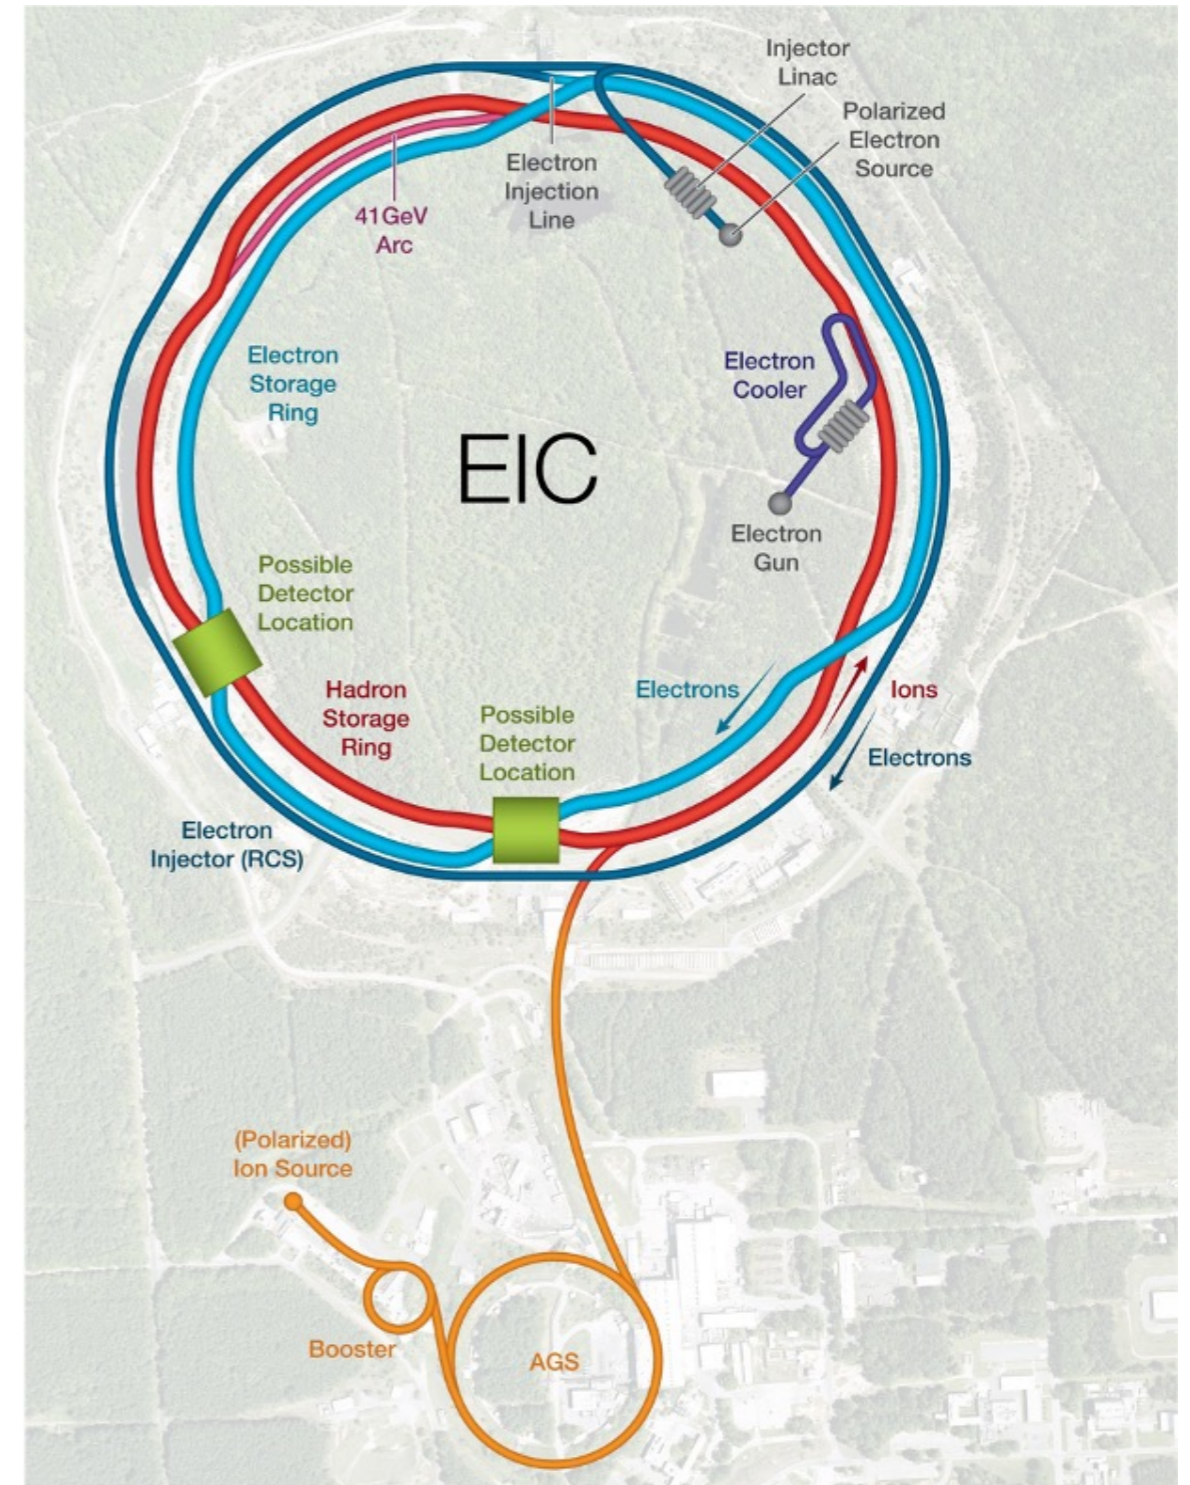 Injector
Linac
Polarized
Electron
Source
Electron
Injection
Line
41GeV
Arc
Electron
Storage
Ring
Electron
Cooler
EIC
Electron
Gun
Possible
Detector
Location
Hadron
Storage
Ring
Electrons
Ions
Possible
Detector
Location
Electrons
Electron
Injector (RCS)
(Polarized)
Ion Source
Booster
AGS